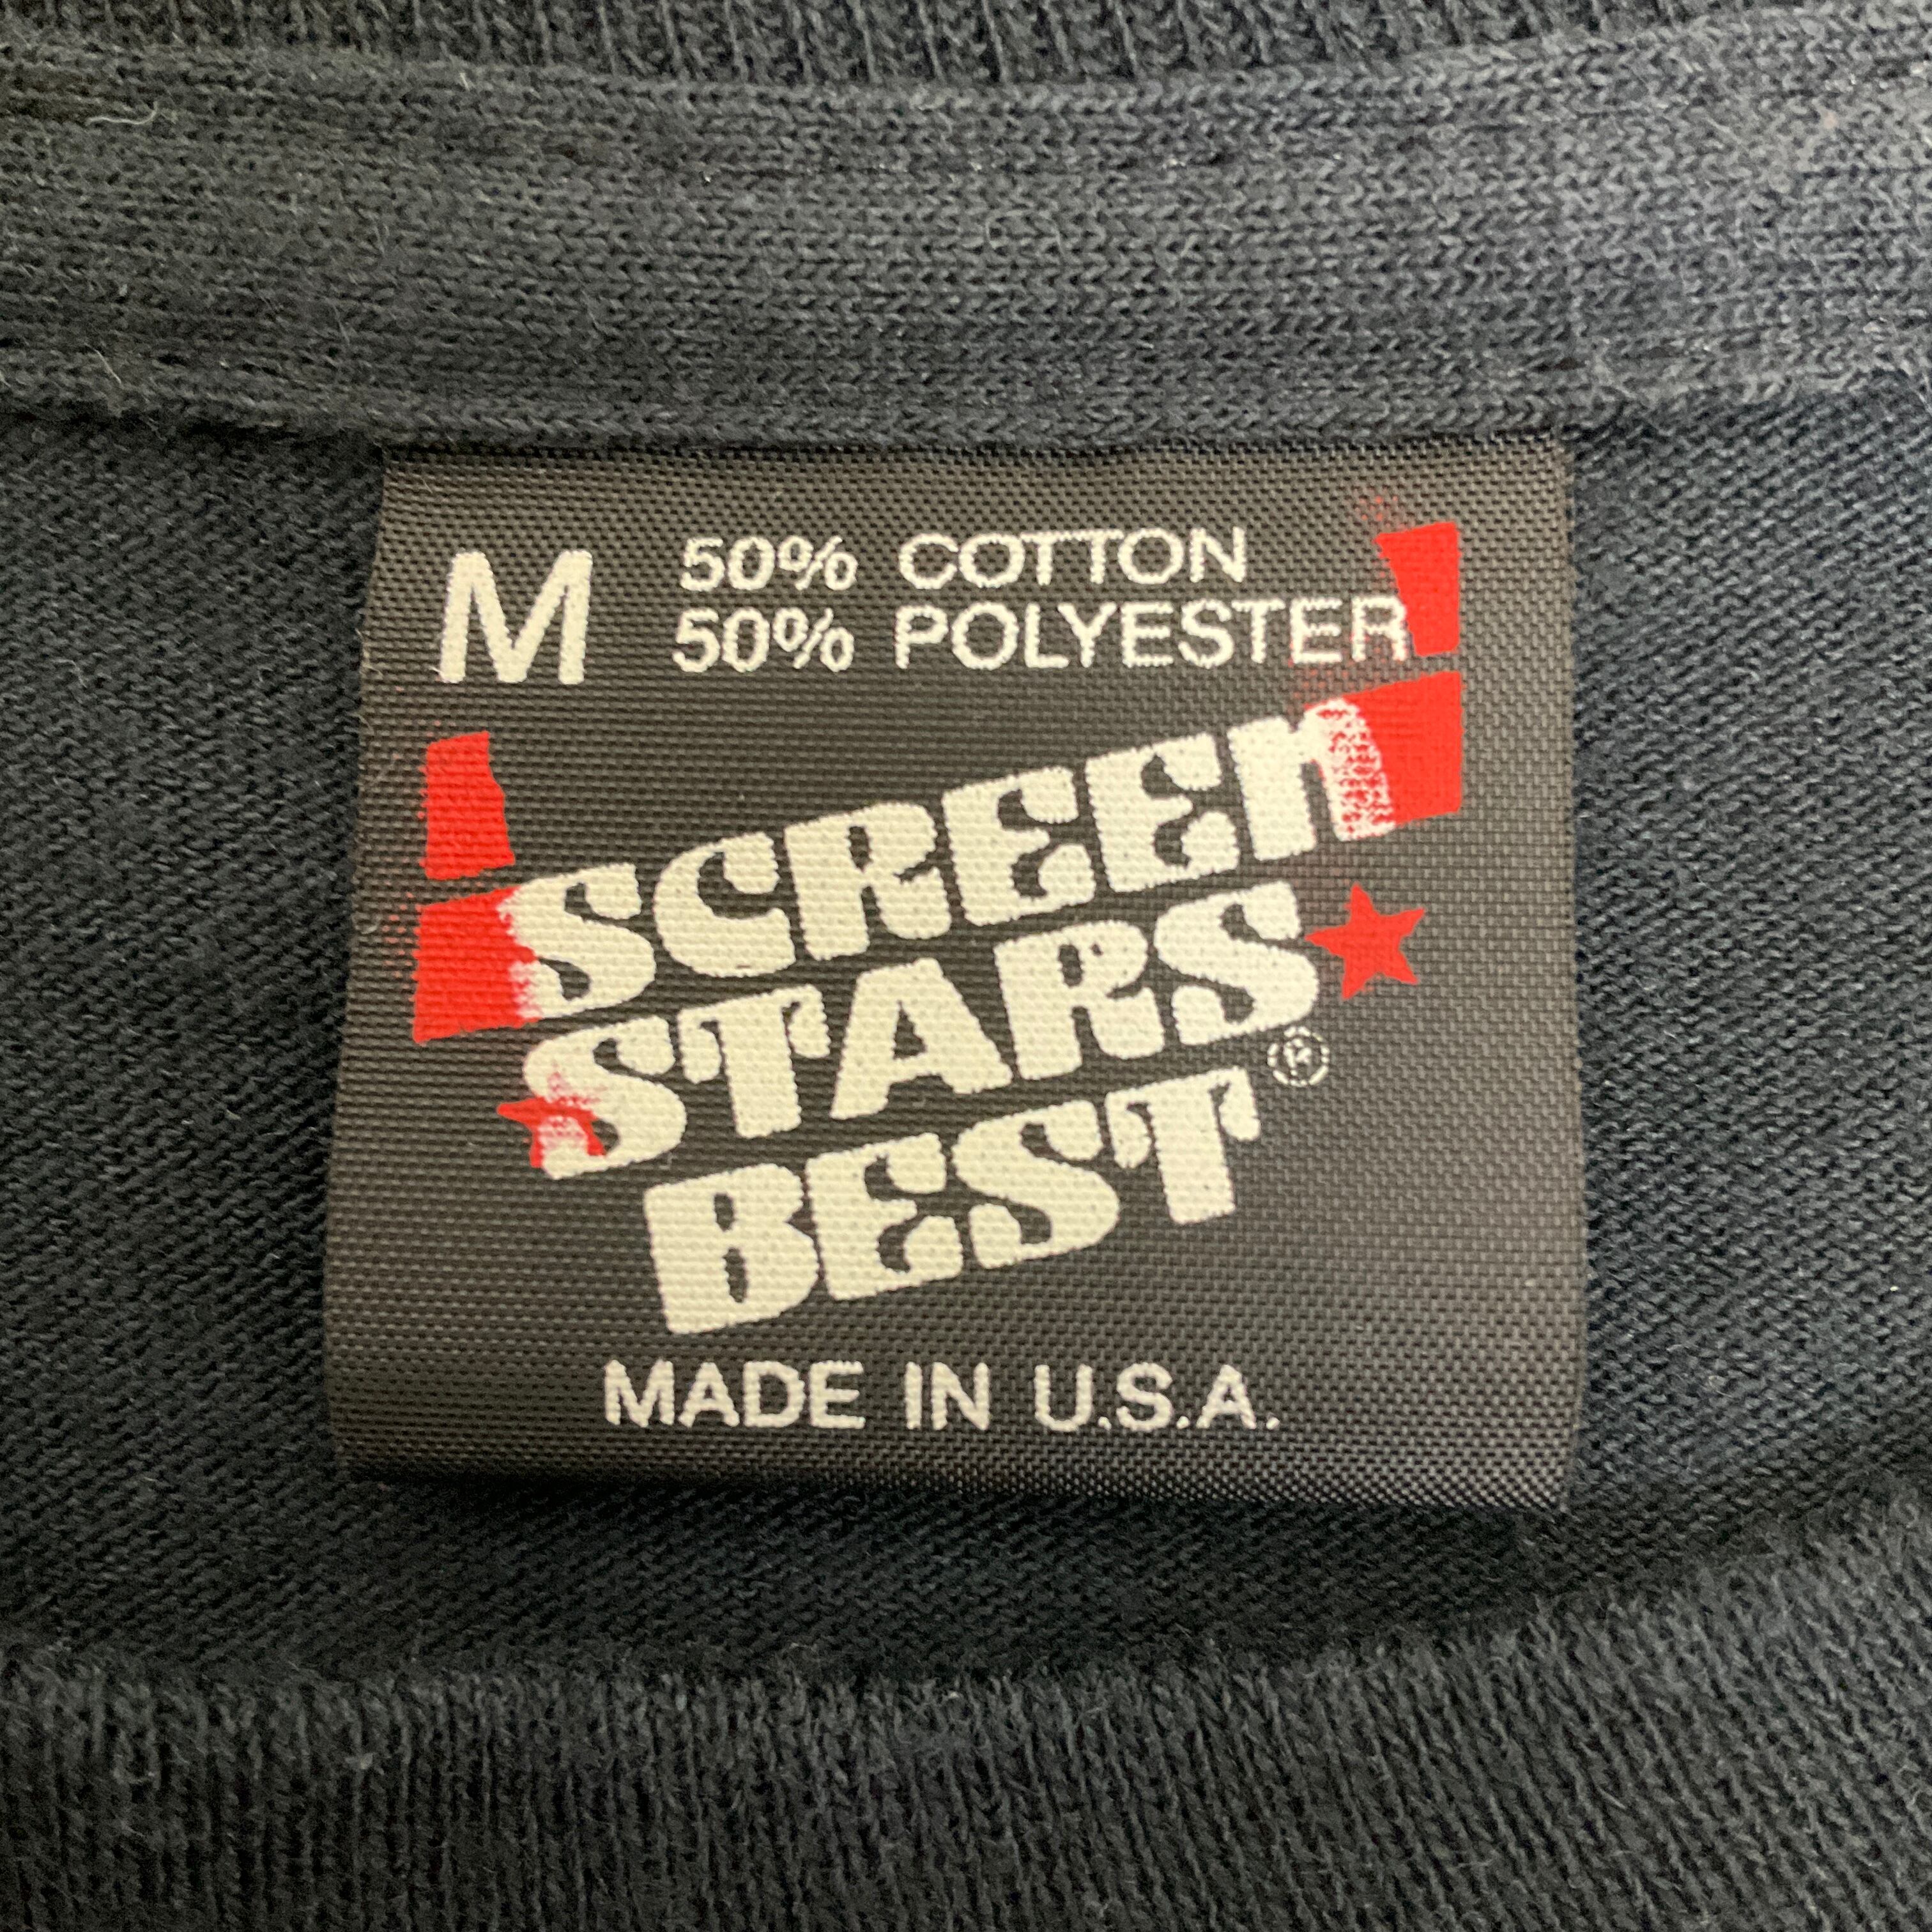 M 50% COTTON
50% POLYESTER
SCREEN
STARS
BEST®
MADE IN U.S.A.